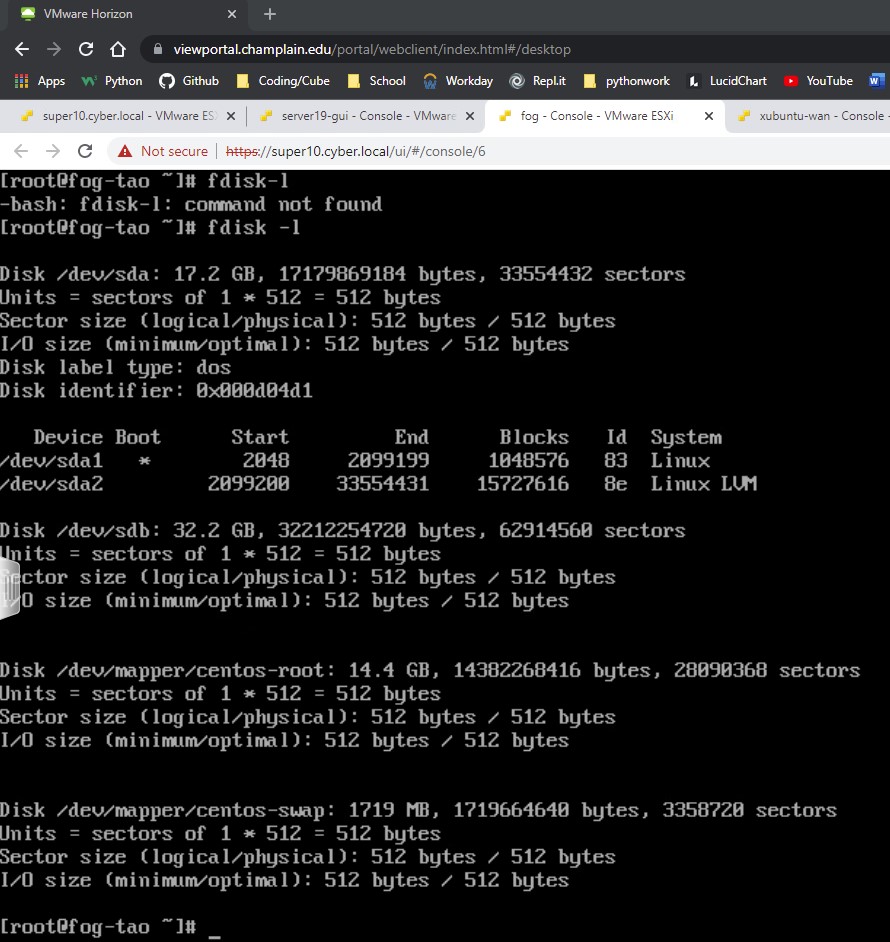 VMware Horizon
viewportal.champlain.edu/portal/webclient/index.html#/desktop
Apps Python Github Coding/Cube School Workday Repl.it pythonwork LucidChart YouTube
super10.cyber.local - VMware ES server19-gui - Console - VMware fog - Console - VMware ESXi xubuntu-wan - Console -
Not secure https://super10.cyber.local/ui/#/console/6
[root@fog-tao ~]# fdisk-l
-bash: fdisk-l: command not found
[root@fog-tao ~]# fdisk -l
Disk /dev/sda: 17.2 GB, 17179869184 bytes, 33554432 sectors
Units = sectors of 1 * 512 = 512 bytes
Sector size (logical/physical): 512 bytes / 512 bytes
I/O size (minimum/optimal): 512 bytes / 512 bytes
Disk label type: dos
Disk identifier: 0x000d04d1
Device Boot Start End Blocks Id System
/dev/sda1 * 2048 2099199 1048576 83 Linux
/dev/sda2 2099200 33554431 15727616 8e Linux LVM
Disk /dev/sdb: 32.2 GB, 32212254720 bytes, 62914560 sectors
Units = sectors of 1 * 512 = 512 bytes
Sector size (logical/physical): 512 bytes / 512 bytes
I/O size (minimum/optimal): 512 bytes / 512 bytes
Disk /dev/mapper/centos-root: 14.4 GB, 14382268416 bytes, 28090368 sectors
Units = sectors of 1 * 512 = 512 bytes
Sector size (logical/physical): 512 bytes / 512 bytes
I/O size (minimum/optimal): 512 bytes / 512 bytes
Disk /dev/mapper/centos-swap: 1719 MB, 1719664640 bytes, 3358720 sectors
Units = sectors of 1 * 512 = 512 bytes
Sector size (logical/physical): 512 bytes / 512 bytes
I/O size (minimum/optimal): 512 bytes / 512 bytes
[root@fog-tao ~]# _